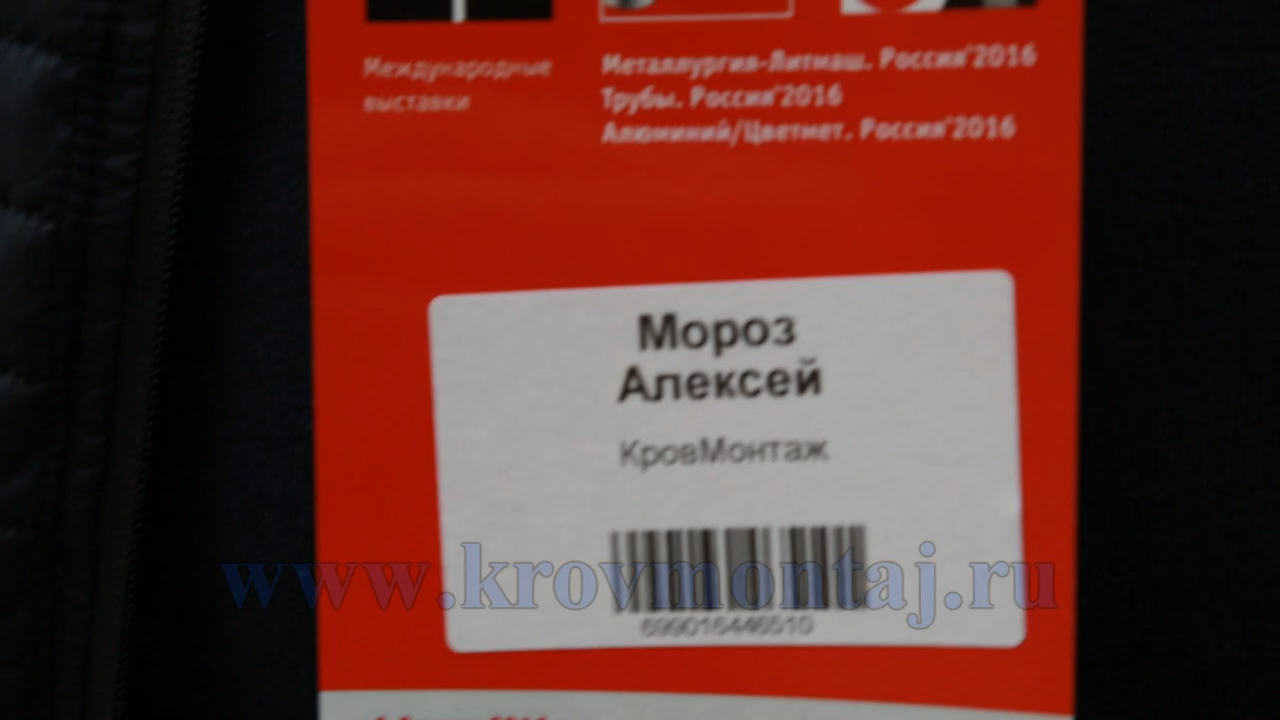 Международные
выставки
Металлургия-Литмаш. Россия'2016
Трубы. Россия'2016
Алюминий/Цветмет. Россия'2016
Мороз
Алексей
КровМонтаж
www.krovmontaj.ru
699016446510